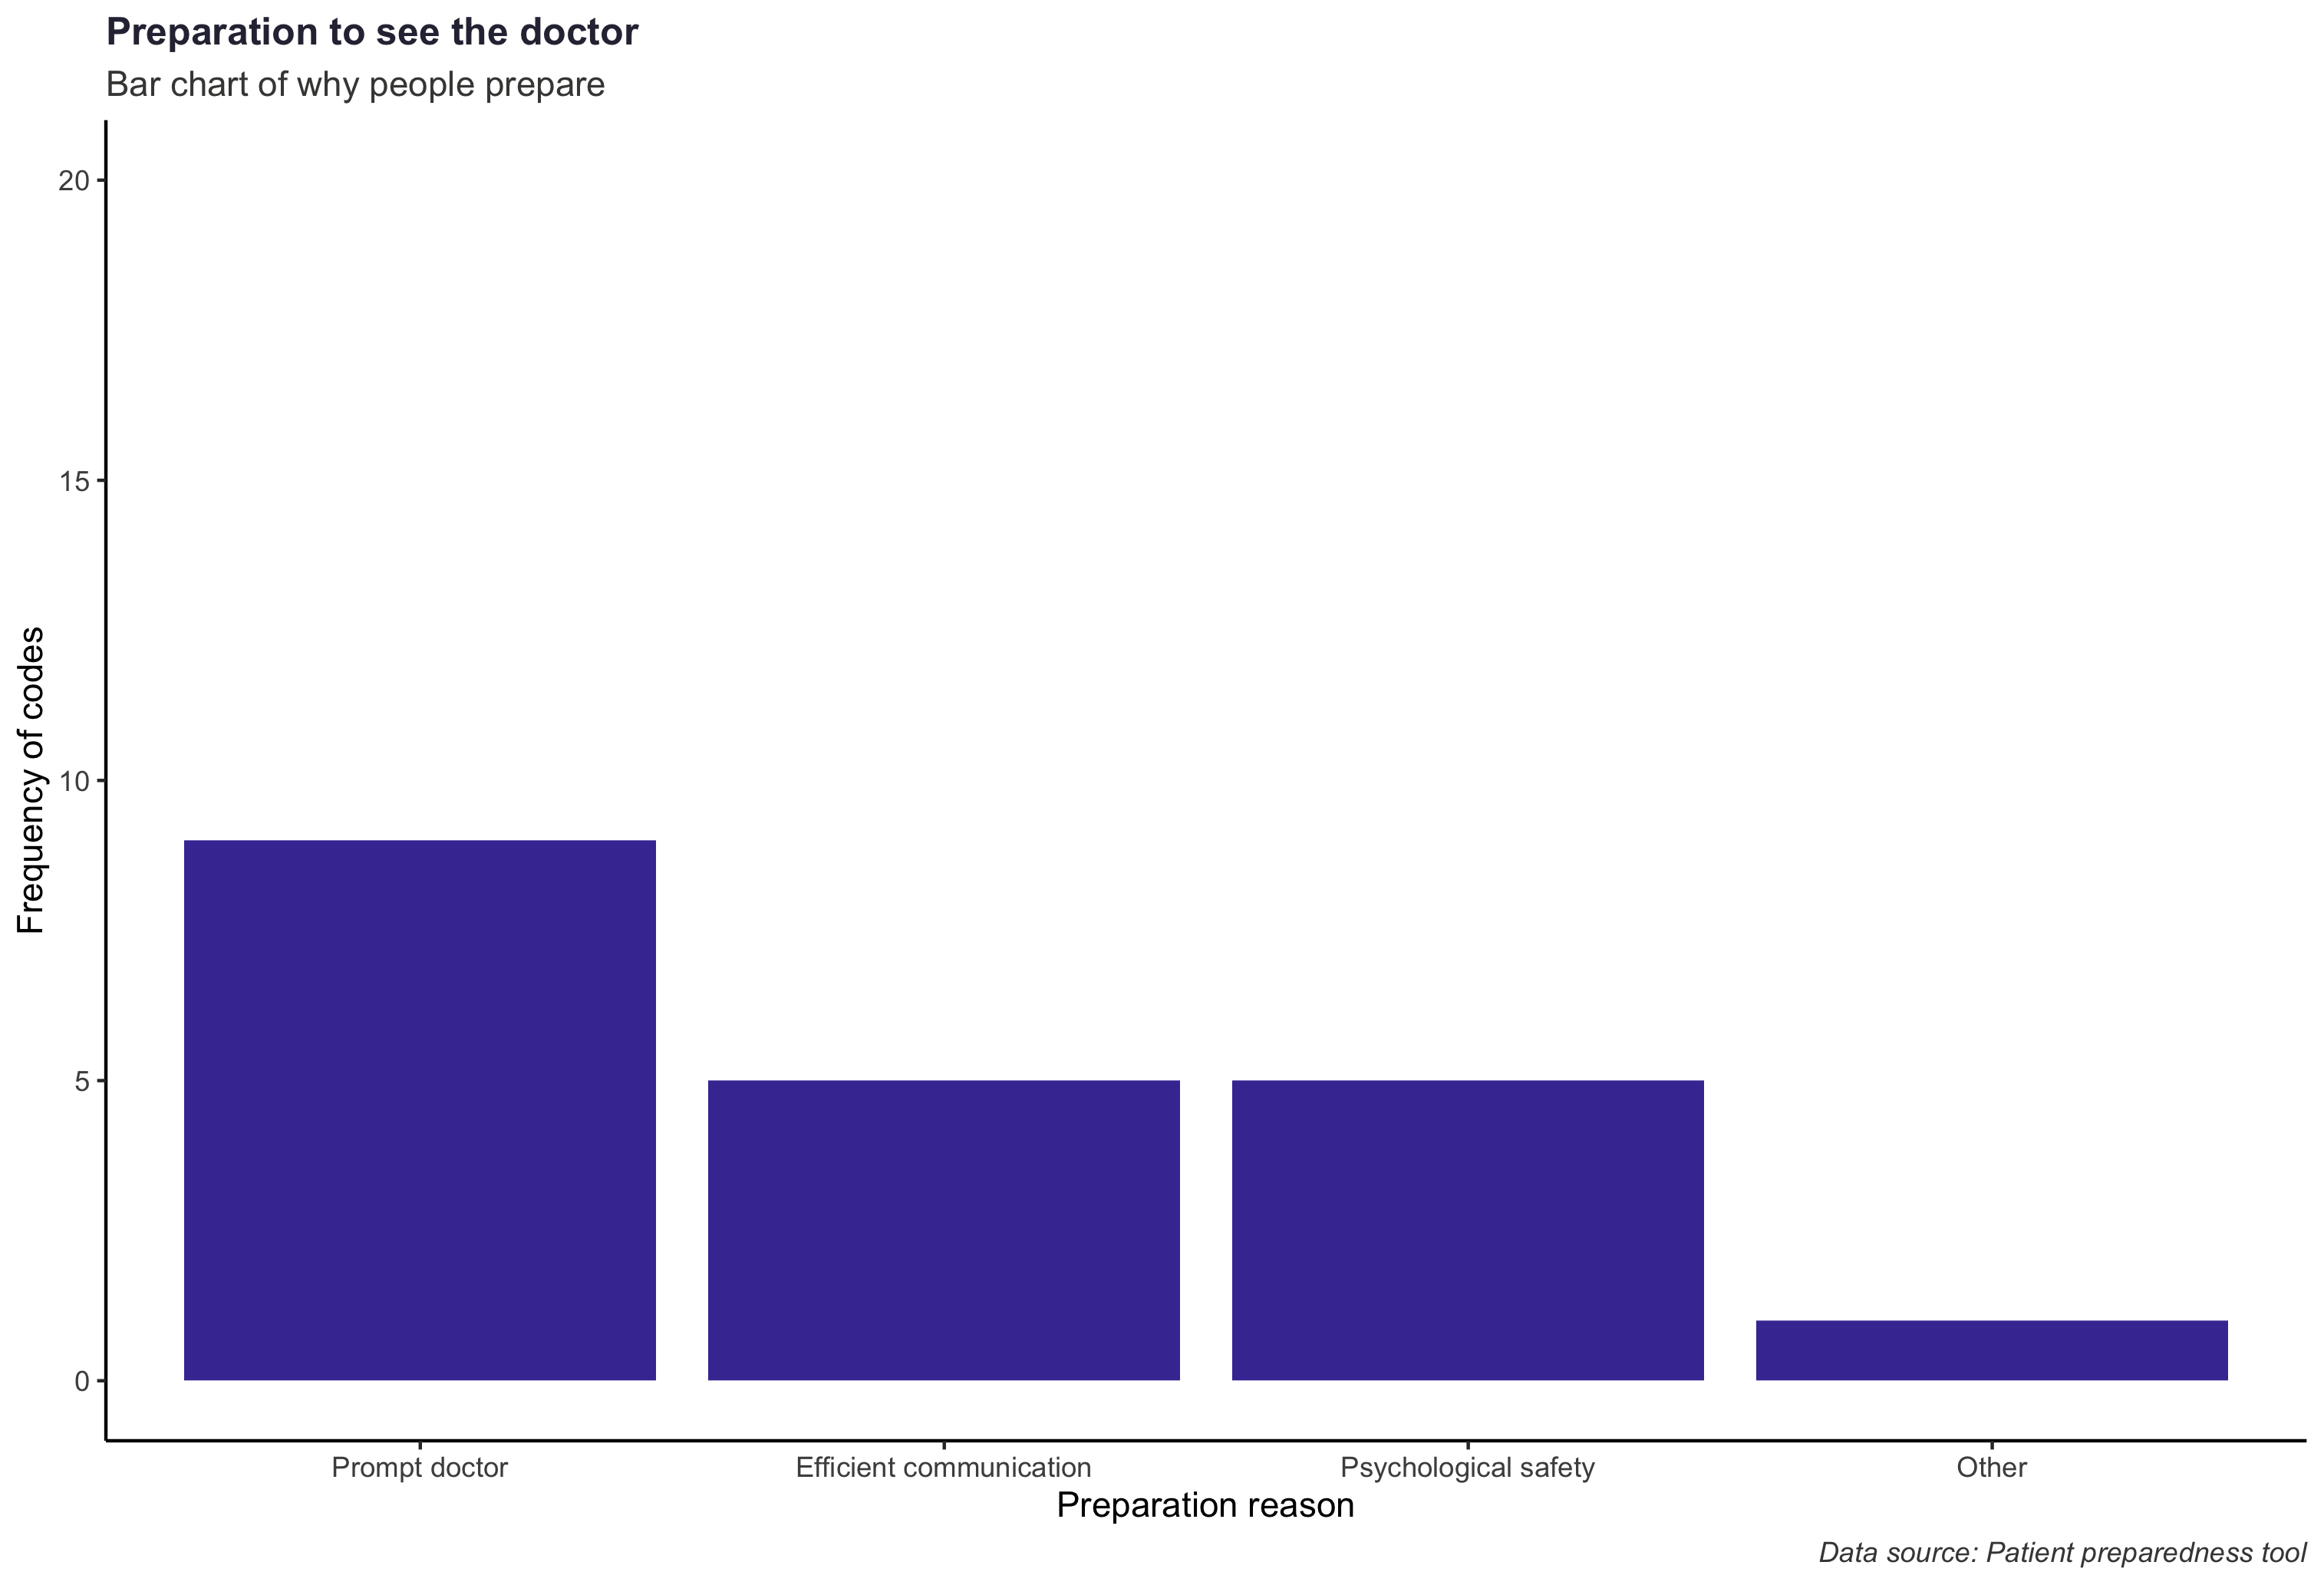 Preparation to see the doctor
Bar chart of why people prepare
20
15
10
5
0
Frequency of codes
Prompt doctor
Efficient communication
Psychological safety
Other
Preparation reason
Data source: Patient preparedness tool